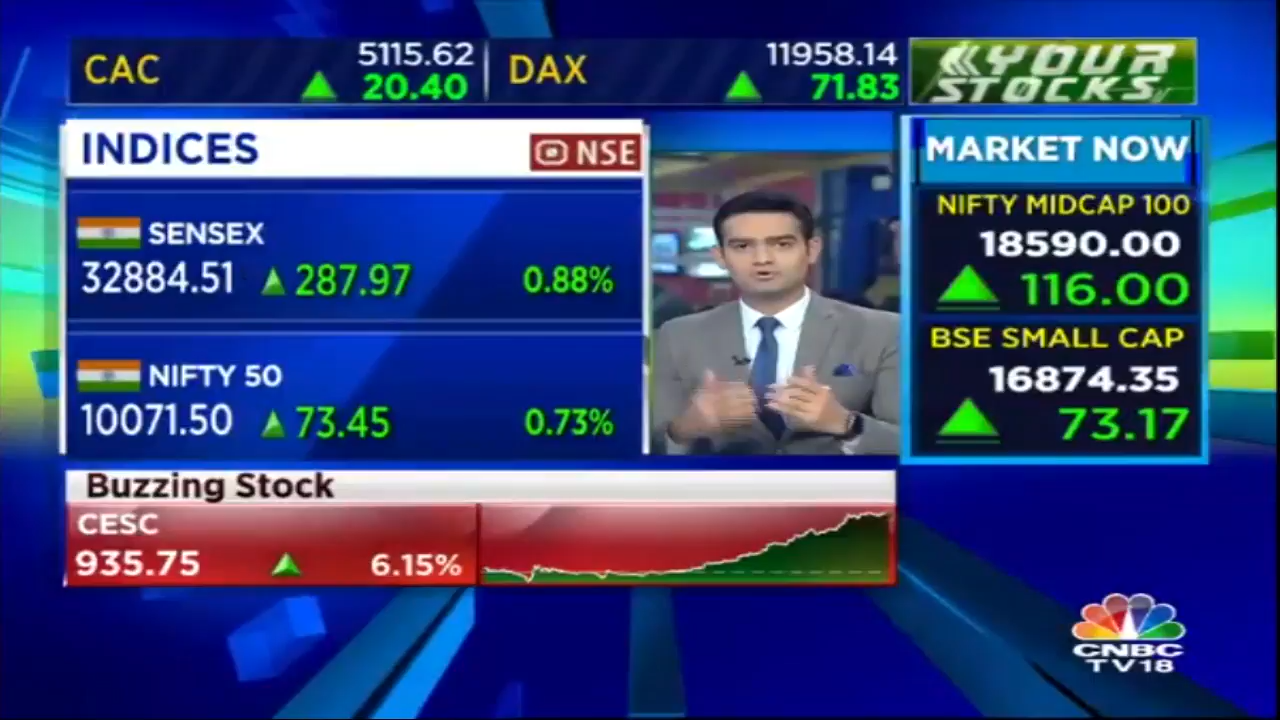 CAC
5115.62
▲ 20.40
DAX
11958.14
▲ 71.83
YOUR
STOCKS
INDICES
NSE
SENSEX
32884.51 ▲ 287.97 0.88%
NIFTY 50
10071.50 ▲ 73.45 0.73%
MARKET NOW
NIFTY MIDCAP 100
18590.00
▲ 116.00
BSE SMALL CAP
16874.35
▲ 73.17
Buzzing Stock
CESC
935.75 ▲ 6.15%
CNBC
TV18